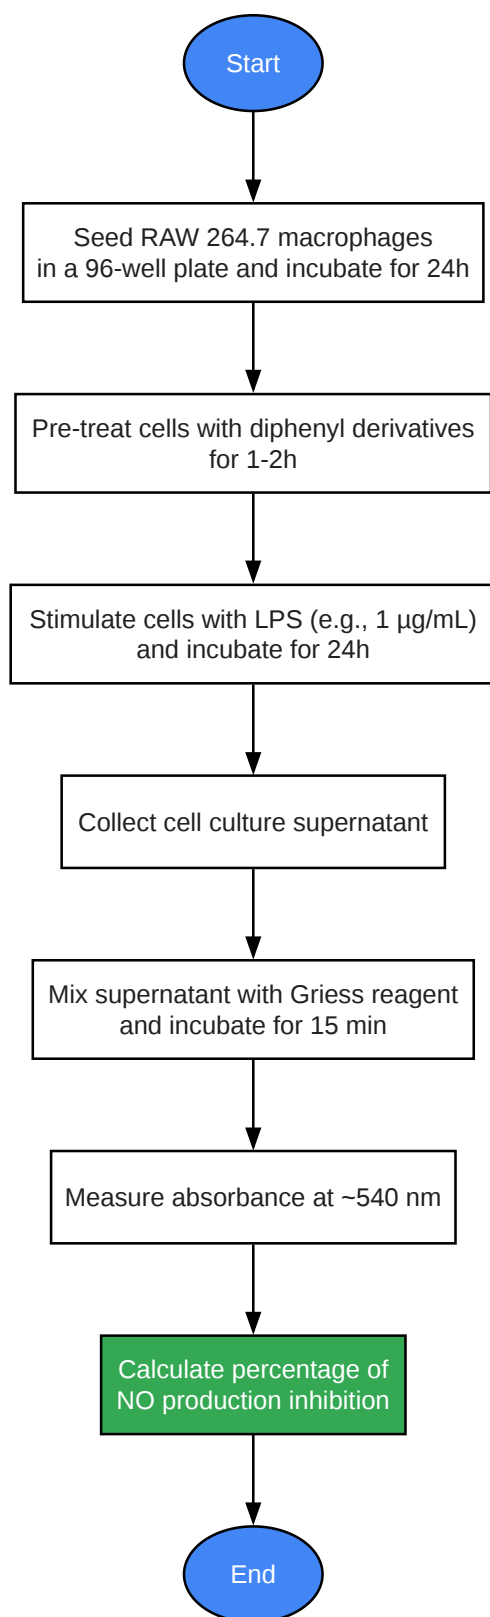 Start
Seed RAW 264.7 macrophages
in a 96-well plate and incubate for 24h
Pre-treat cells with diphenyl derivatives
for 1-2h
Stimulate cells with LPS (e.g., 1 µg/mL)
and incubate for 24h
Collect cell culture supernatant
Mix supernatant with Griess reagent
and incubate for 15 min
Measure absorbance at ~540 nm
Calculate percentage of
NO production inhibition
End